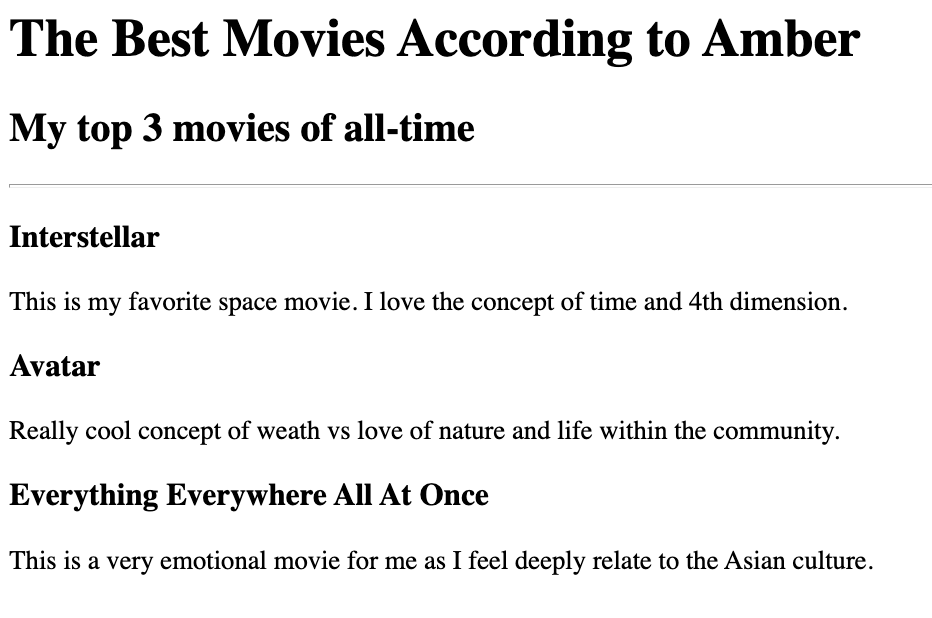 The Best Movies According to Amber
My top 3 movies of all-time
Interstellar
This is my favorite space movie. I love the concept of time and 4th dimension.
Avatar
Really cool concept of weath vs love of nature and life within the community.
Everything Everywhere All At Once
This is a very emotional movie for me as I feel deeply relate to the Asian culture.